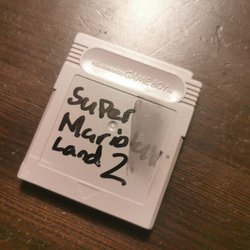 Nintendo GAME BOY
Super
Mario
Land 2